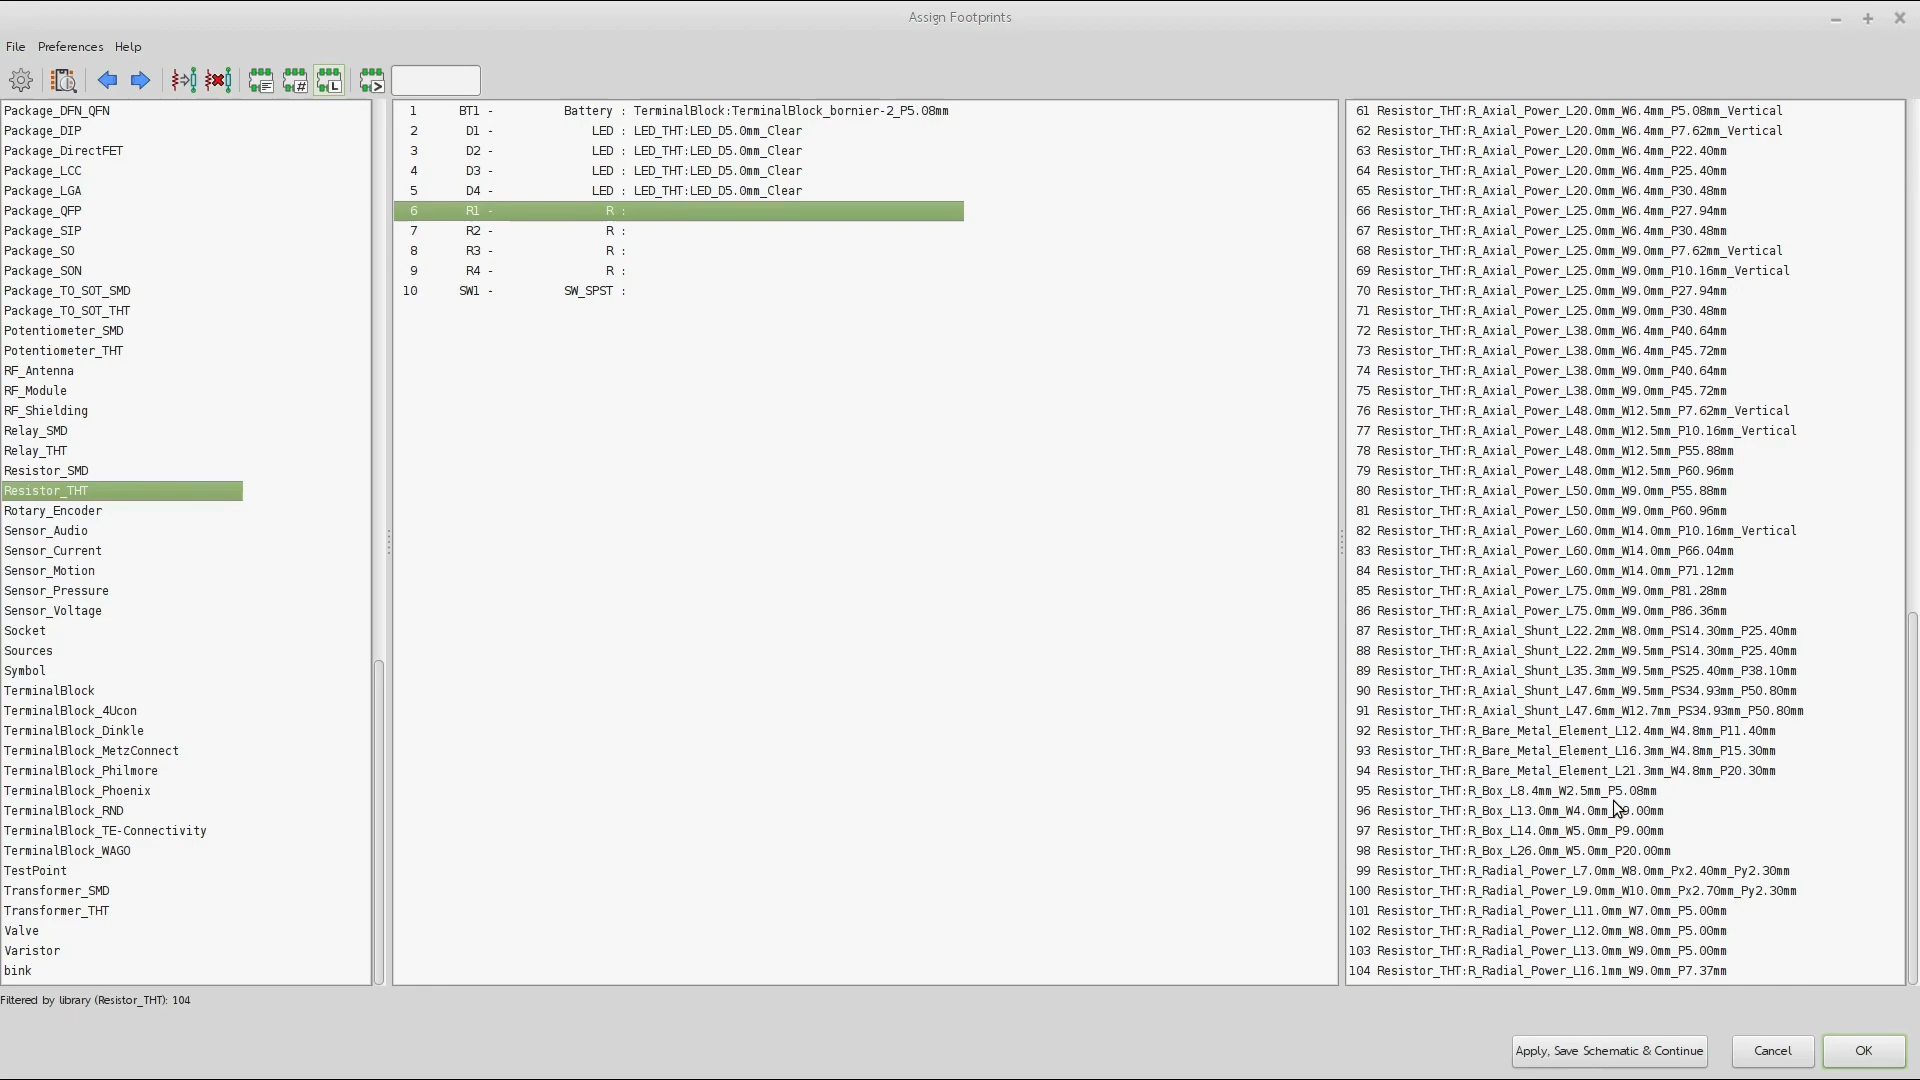 Assign Footprints
File Preferences Help
Package_DFN_QFN
Package_DIP
Package_DirectFET
Package_LCC
Package_LGA
Package_QFP
Package_SIP
Package_SO
Package_SON
Package_TO_SOT_SMD
Package_TO_SOT_THT
Potentiometer_SMD
Potentiometer_THT
RF_Antenna
RF_Module
RF_Shielding
Relay_SMD
Relay_THT
Resistor_SMD
Resistor_THT
Rotary_Encoder
Sensor_Audio
Sensor_Current
Sensor_Motion
Sensor_Pressure
Sensor_Voltage
Socket
Sources
Symbol
TerminalBlock
TerminalBlock_4Ucon
TerminalBlock_Dinkle
TerminalBlock_MetzConnect
TerminalBlock_Philmore
TerminalBlock_Phoenix
TerminalBlock_RND
TerminalBlock_TE-Connectivity
TerminalBlock_WAGO
TestPoint
Transformer_SMD
Transformer_THT
Valve
Varistor
bink
1 BT1 - Battery : TerminalBlock:TerminalBlock_bornier-2_P5.08mm
2 D1 - LED : LED_THT:LED_D5.0mm_Clear
3 D2 - LED : LED_THT:LED_D5.0mm_Clear
4 D3 - LED : LED_THT:LED_D5.0mm_Clear
5 D4 - LED : LED_THT:LED_D5.0mm_Clear
6 R1 - R :
7 R2 - R :
8 R3 - R :
9 R4 - R :
10 SW1 - SW_SPST :
61 Resistor_THT:R_Axial_Power_L20.0mm_W6.4mm_P5.08mm_Vertical
62 Resistor_THT:R_Axial_Power_L20.0mm_W6.4mm_P7.62mm_Vertical
63 Resistor_THT:R_Axial_Power_L20.0mm_W6.4mm_P22.40mm
64 Resistor_THT:R_Axial_Power_L20.0mm_W6.4mm_P25.40mm
65 Resistor_THT:R_Axial_Power_L20.0mm_W6.4mm_P30.48mm
66 Resistor_THT:R_Axial_Power_L25.0mm_W6.4mm_P27.94mm
67 Resistor_THT:R_Axial_Power_L25.0mm_W6.4mm_P30.48mm
68 Resistor_THT:R_Axial_Power_L25.0mm_W9.0mm_P7.62mm_Vertical
69 Resistor_THT:R_Axial_Power_L25.0mm_W9.0mm_P10.16mm_Vertical
70 Resistor_THT:R_Axial_Power_L25.0mm_W9.0mm_P27.94mm
71 Resistor_THT:R_Axial_Power_L25.0mm_W9.0mm_P30.48mm
72 Resistor_THT:R_Axial_Power_L38.0mm_W6.4mm_P40.64mm
73 Resistor_THT:R_Axial_Power_L38.0mm_W6.4mm_P45.72mm
74 Resistor_THT:R_Axial_Power_L38.0mm_W9.0mm_P40.64mm
75 Resistor_THT:R_Axial_Power_L38.0mm_W9.0mm_P45.72mm
76 Resistor_THT:R_Axial_Power_L48.0mm_W12.5mm_P7.62mm_Vertical
77 Resistor_THT:R_Axial_Power_L48.0mm_W12.5mm_P10.16mm_Vertical
78 Resistor_THT:R_Axial_Power_L48.0mm_W12.5mm_P55.88mm
79 Resistor_THT:R_Axial_Power_L48.0mm_W12.5mm_P60.96mm
80 Resistor_THT:R_Axial_Power_L50.0mm_W9.0mm_P55.88mm
81 Resistor_THT:R_Axial_Power_L50.0mm_W9.0mm_P60.96mm
82 Resistor_THT:R_Axial_Power_L60.0mm_W14.0mm_P10.16mm_Vertical
83 Resistor_THT:R_Axial_Power_L60.0mm_W14.0mm_P66.04mm
84 Resistor_THT:R_Axial_Power_L60.0mm_W14.0mm_P71.12mm
85 Resistor_THT:R_Axial_Power_L75.0mm_W9.0mm_P81.28mm
86 Resistor_THT:R_Axial_Power_L75.0mm_W9.0mm_P86.36mm
87 Resistor_THT:R_Axial_Shunt_L22.2mm_W8.0mm_PS14.30mm_P25.40mm
88 Resistor_THT:R_Axial_Shunt_L22.2mm_W9.5mm_PS14.30mm_P25.40mm
89 Resistor_THT:R_Axial_Shunt_L35.3mm_W9.5mm_PS25.40mm_P38.10mm
90 Resistor_THT:R_Axial_Shunt_L47.6mm_W9.5mm_PS34.93mm_P50.80mm
91 Resistor_THT:R_Axial_Shunt_L47.6mm_W12.7mm_PS34.93mm_P50.80mm
92 Resistor_THT:R_Bare_Metal_Element_L12.4mm_W4.8mm_P11.40mm
93 Resistor_THT:R_Bare_Metal_Element_L16.3mm_W4.8mm_P15.30mm
94 Resistor_THT:R_Bare_Metal_Element_L21.3mm_W4.8mm_P20.30mm
95 Resistor_THT:R_Box_L8.4mm_W2.5mm_P5.08mm
96 Resistor_THT:R_Box_L13.0mm_W4.0mm_P9.00mm
97 Resistor_THT:R_Box_L14.0mm_W5.0mm_P9.00mm
98 Resistor_THT:R_Box_L26.0mm_W5.0mm_P20.00mm
99 Resistor_THT:R_Radial_Power_L7.0mm_W8.0mm_Px2.40mm_Py2.30mm
100 Resistor_THT:R_Radial_Power_L9.0mm_W10.0mm_Px2.70mm_Py2.30mm
101 Resistor_THT:R_Radial_Power_L11.0mm_W7.0mm_P5.00mm
102 Resistor_THT:R_Radial_Power_L12.0mm_W8.0mm_P5.00mm
103 Resistor_THT:R_Radial_Power_L13.0mm_W9.0mm_P5.00mm
104 Resistor_THT:R_Radial_Power_L16.1mm_W9.0mm_P7.37mm
Filtered by library (Resistor_THT): 104
Apply, Save Schematic & Continue Cancel OK